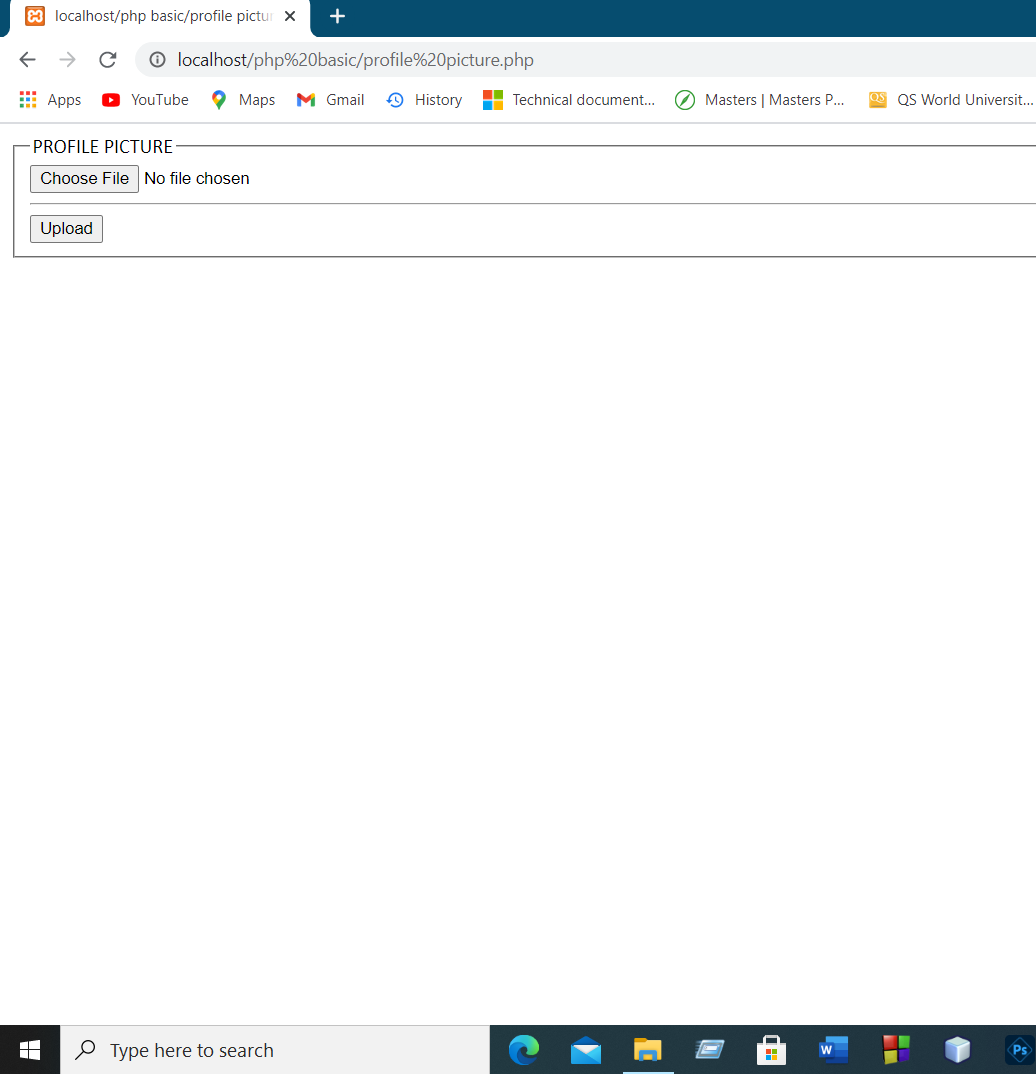 localhost/php basic/profile pictur
localhost/php%20basic/profile%20picture.php
Apps YouTube Maps Gmail History Technical document... Masters | Masters P... QS World Universit...
PROFILE PICTURE
Choose File No file chosen
Upload
Type here to search
W Ps